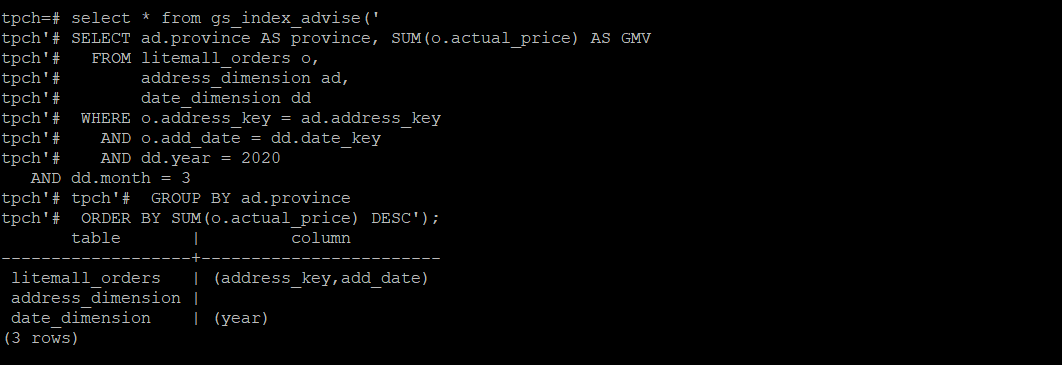 tpch=# select * from gs_index_advise('
tpch'# SELECT ad.province AS province, SUM(o.actual_price) AS GMV
tpch'#   FROM litemall_orders o,
tpch'#        address_dimension ad,
tpch'#        date_dimension dd
tpch'#  WHERE o.address_key = ad.address_key
tpch'#    AND o.add_date = dd.date_key
tpch'#    AND dd.year = 2020
   AND dd.month = 3
tpch'# tpch'#  GROUP BY ad.province
tpch'#  ORDER BY SUM(o.actual_price) DESC');
       table       |         column
-------------------+------------------------
 litemall_orders   | (address_key,add_date)
 address_dimension |
 date_dimension    | (year)
(3 rows)